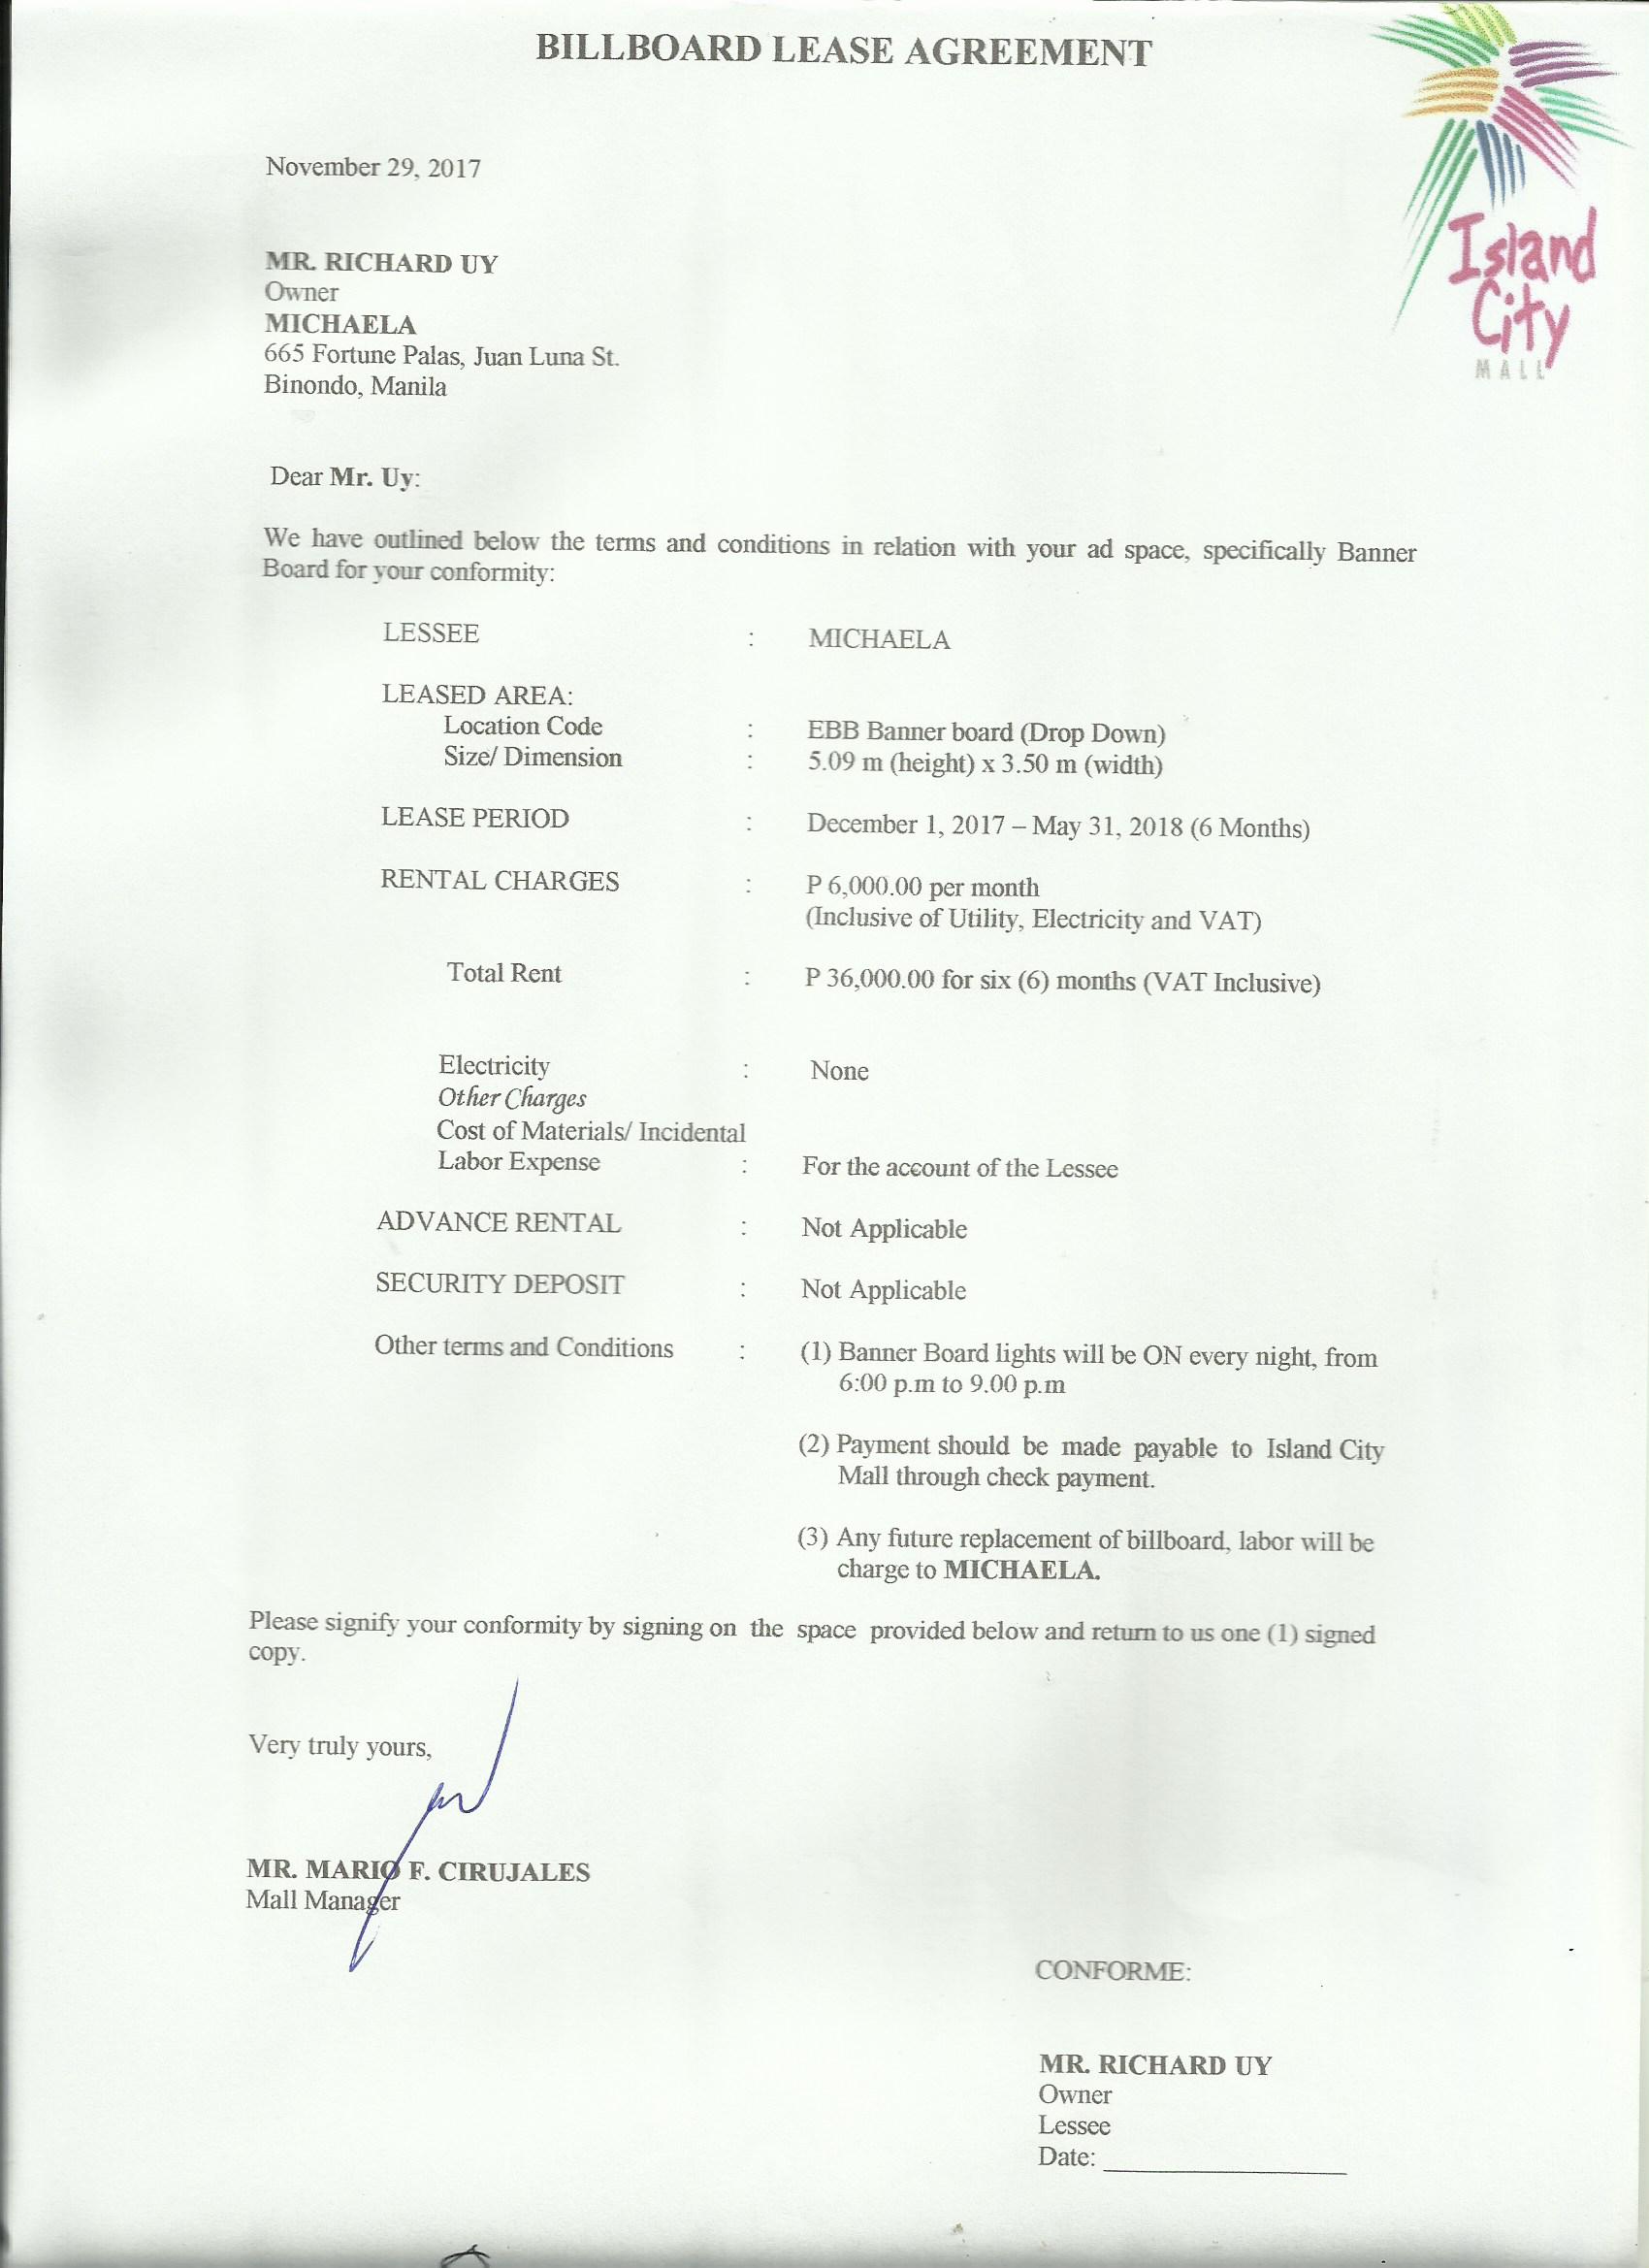 BILLBOARD LEASE AGREEMENT
Island
City
MALL
November 29, 2017
MR. RICHARD UY
Owner
MICHAELA
665 Fortune Palas, Juan Luna St.
Binondo, Manila
Dear Mr. Uy:
We have outlined below the terms and conditions in relation with your ad space, specifically Banner
Board for your conformity:
LESSEE : MICHAELA
LEASED AREA:
Location Code : EBB Banner board (Drop Down)
Size/ Dimension : 5.09 m (height) x 3.50 m (width)
LEASE PERIOD : December 1, 2017 – May 31, 2018 (6 Months)
RENTAL CHARGES : P 6,000.00 per month
(Inclusive of Utility, Electricity and VAT)
Total Rent : P 36,000.00 for six (6) months (VAT Inclusive)
Electricity : None
Other Charges
Cost of Materials/ Incidental
Labor Expense : For the account of the Lessee
ADVANCE RENTAL : Not Applicable
SECURITY DEPOSIT : Not Applicable
Other terms and Conditions : (1) Banner Board lights will be ON every night, from
6:00 p.m to 9.00 p.m
(2) Payment should be made payable to Island City
Mall through check payment.
(3) Any future replacement of billboard, labor will be
charge to MICHAELA.
Please signify your conformity by signing on the space provided below and return to us one (1) signed
copy.
Very truly yours,
MR. MARIO F. CIRUJALES
Mall Manager
CONFORME:
MR. RICHARD UY
Owner
Lessee
Date: ____________________